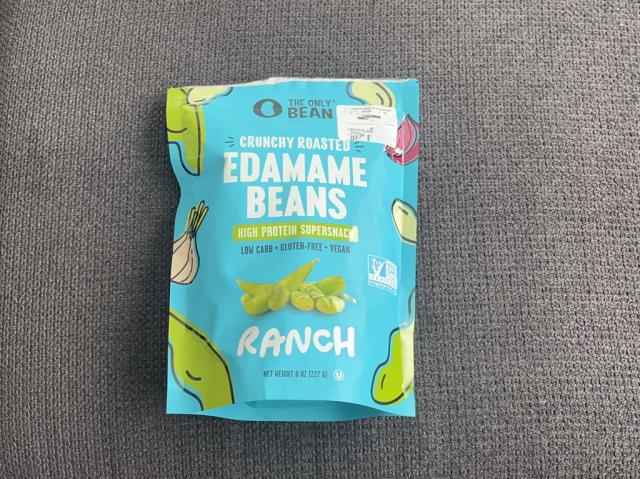 THE ONLY
BEAN
CRUNCHY ROASTED
EDAMAME
BEANS
HIGH PROTEIN SUPERSNACK
LOW CARB • GLUTEN-FREE • VEGAN
RANCH
NET WEIGHT 8 OZ (227 G) U